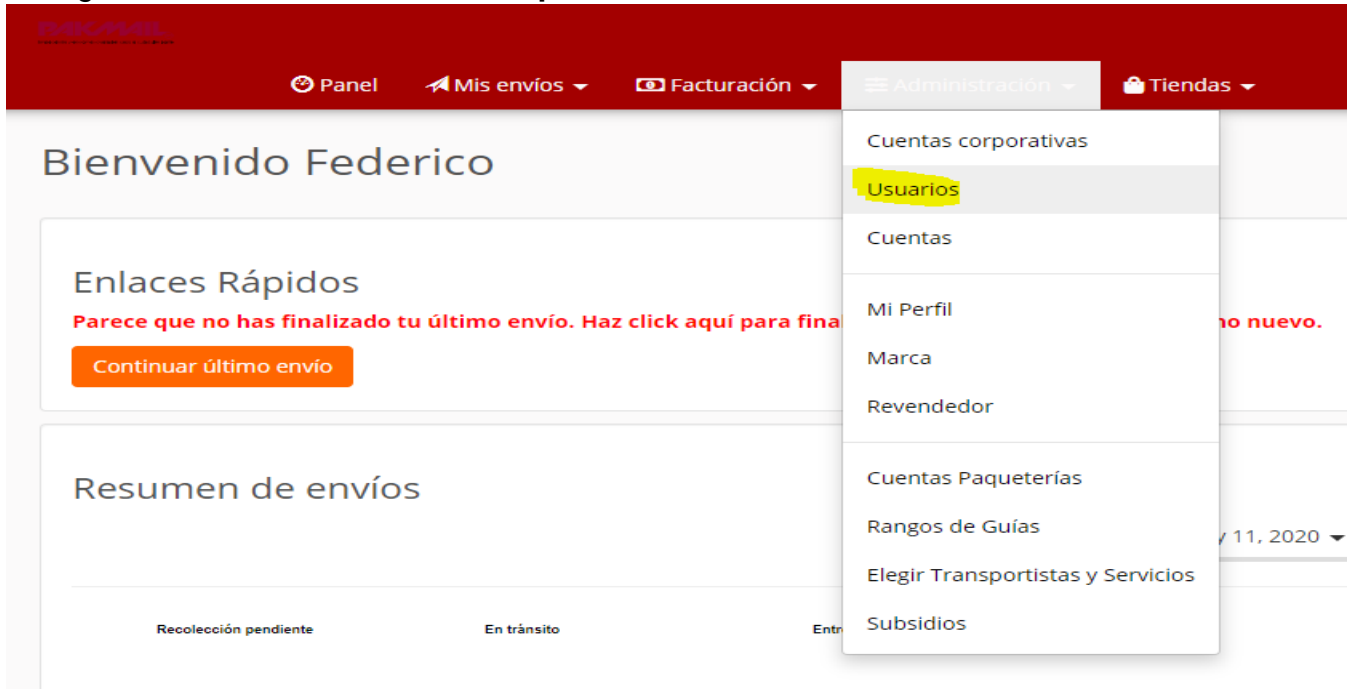 Panel Mis envíos Facturación Administración Tiendas
Bienvenido Federico
Cuentas corporativas
Usuarios
Cuentas
Mi Perfil
Marca
Revendedor
Cuentas Paqueterías
Rangos de Guías
Elegir Transportistas y Servicios
Subsidios
Enlaces Rápidos
Parece que no has finalizado tu último envío. Haz click aquí para no nuevo.
Continuar último envío
Resumen de envíos
11, 2020
Recolección pendiente En tránsito